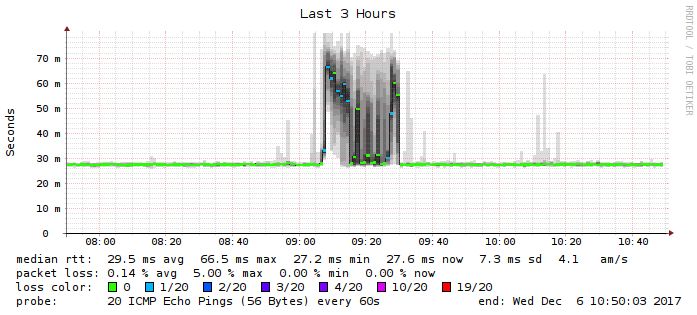 Last 3 Hours
RRDTOOL / TOBI OETIKER
Seconds
70 m
60 m
50 m
40 m
30 m
20 m
10 m
0
08:00 08:20 08:40 09:00 09:20 09:40 10:00 10:20 10:40
median rtt: 29.5 ms avg 66.5 ms max 27.2 ms min 27.6 ms now 7.3 ms sd 4.1 am/s
packet loss: 0.14 % avg 5.00 % max 0.00 % min 0.00 % now
loss color: 0 1/20 2/20 3/20 4/20 10/20 19/20
probe: 20 ICMP Echo Pings (56 Bytes) every 60s end: Wed Dec 6 10:50:03 2017